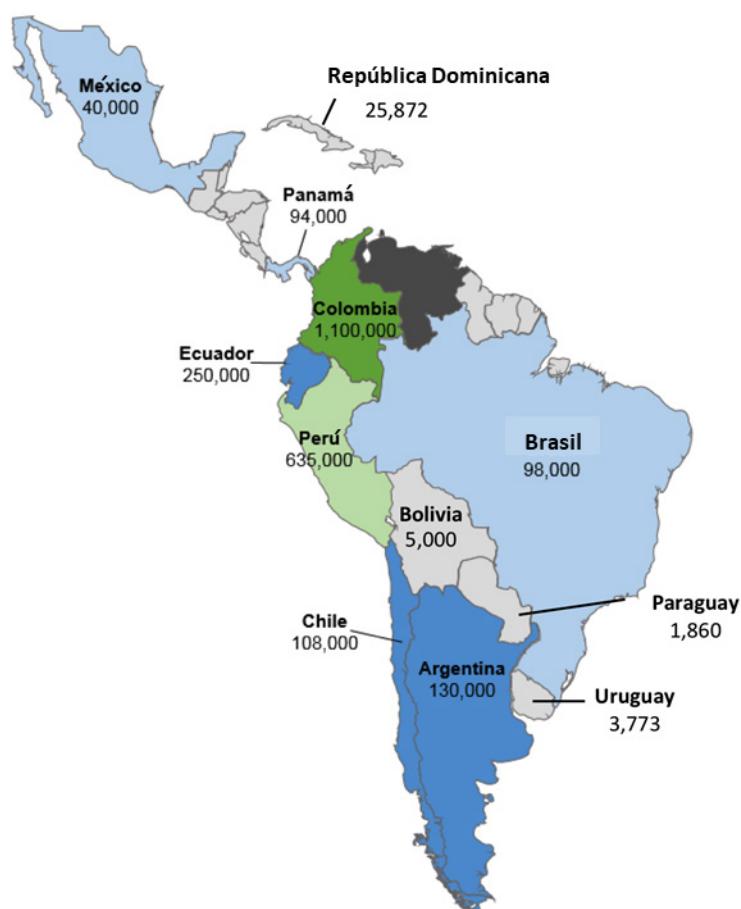 República Dominicana
25,872
México
40,000
Panamá
94,000
Colombia
1,100,000
Ecuador
250,000
Perú
635,000
Brasil
98,000
Bolivia
5,000
Paraguay
1,860
Chile
108,000
Argentina
130,000
Uruguay
3,773